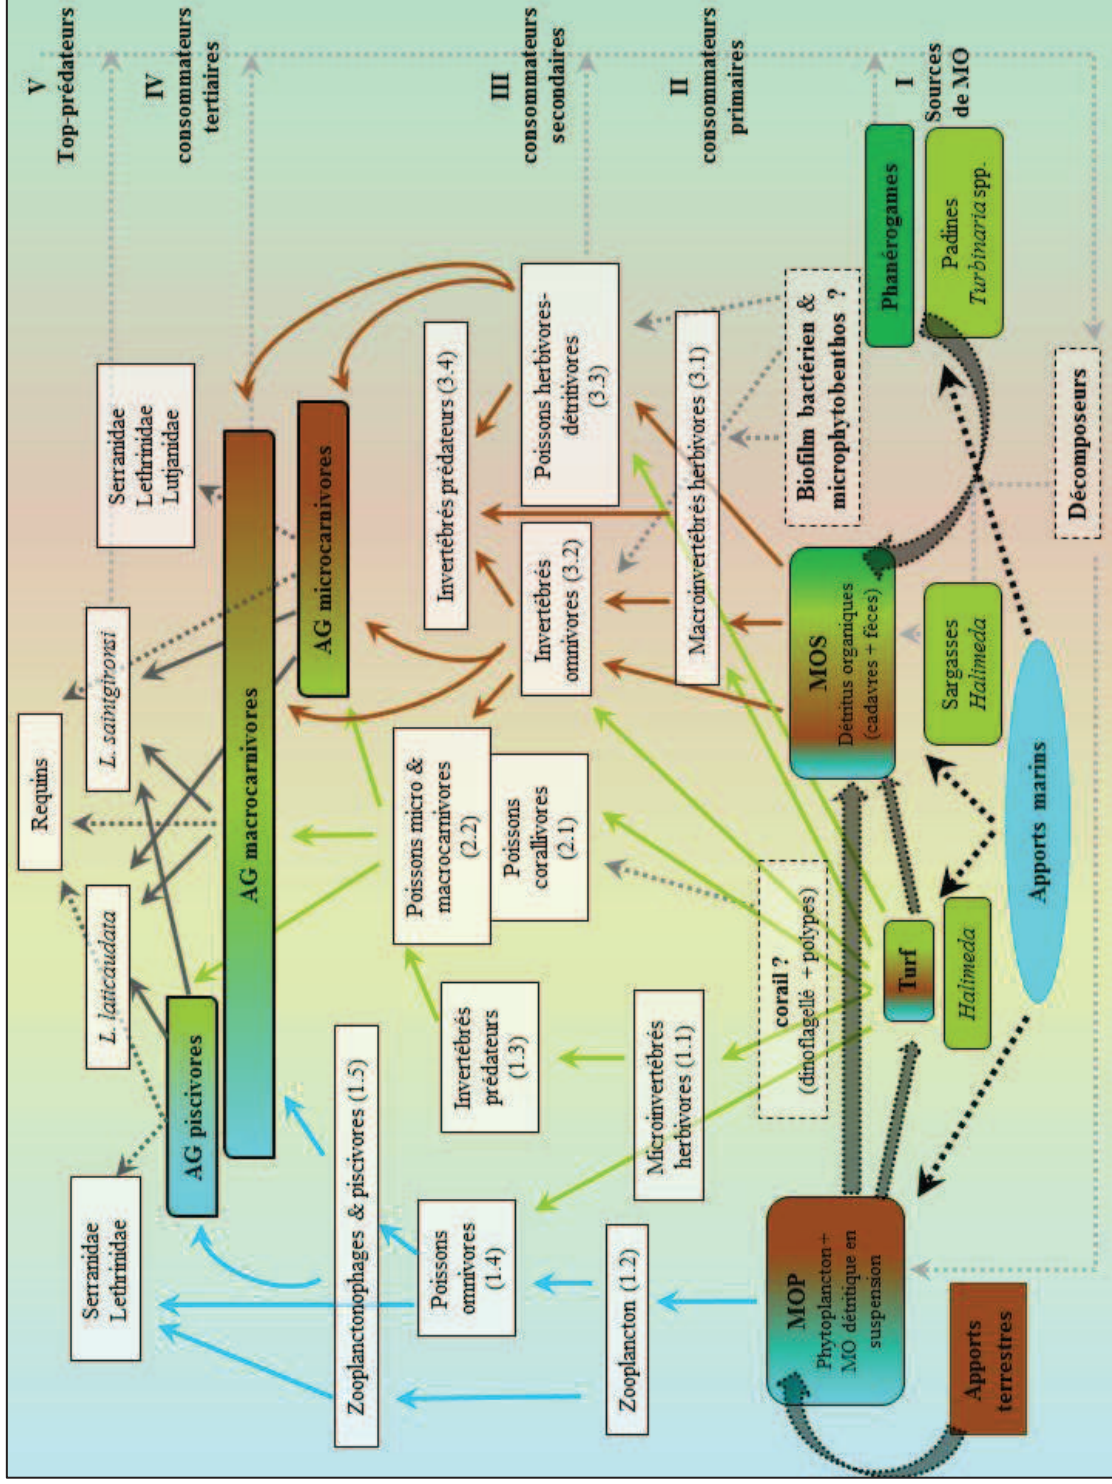 V
Top-prédateurs
IV
consommateurs
tertiaires
III
consommateurs
secondaires
II
consommateurs
primaires
I
Sources
de MO
Requins
Serranidae
Lethrinidae
L. laticaudata
L. saintgironsi
Serranidae
Lethrinidae
Lutjanidae
AG piscivores
AG macrocarnivores
AG microcarnivores
Zooplanctonophages & piscivores (1.5)
Poissons
omnivores
(1.4)
Invertébrés
prédateurs
(1.3)
Poissons micro &
macrocarnivores
(2.2)
Poissons
corallivores
(2.1)
Invertébrés prédateurs (3.4)
Invertébrés
omnivores (3.2)
Poissons herbivores-
détritivores
(3.3)
Zooplancton (1.2)
Microinvertébrés
herbivores (1.1)
Macroinvertébrés herbivores (3.1)
corail ?
(dinoflagellé + polypes)
Biofilm bactérien &
microphytobenthos ?
MOP
Phytoplancton+
MO détritique en
suspension
Turf
Halimeda
MOS
Détritus organiques
(cadavres + fèces)
Sargasses
Halimeda
Phanérogames
Padines
Turbinaria spp.
Apports
terrestres
Apports marins
Décomposeurs